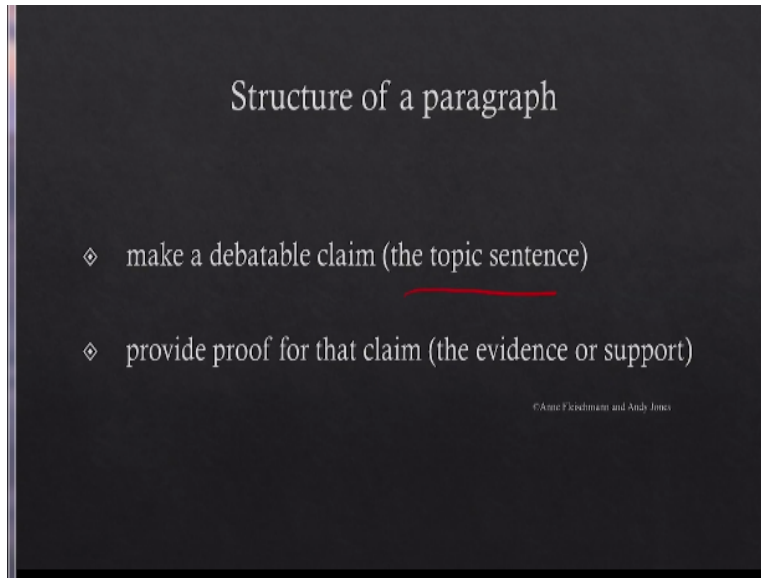 Structure of a paragraph
make a debatable claim (the topic sentence)
provide proof for that claim (the evidence or support)
©Anne Fleischmann and Andy Jones